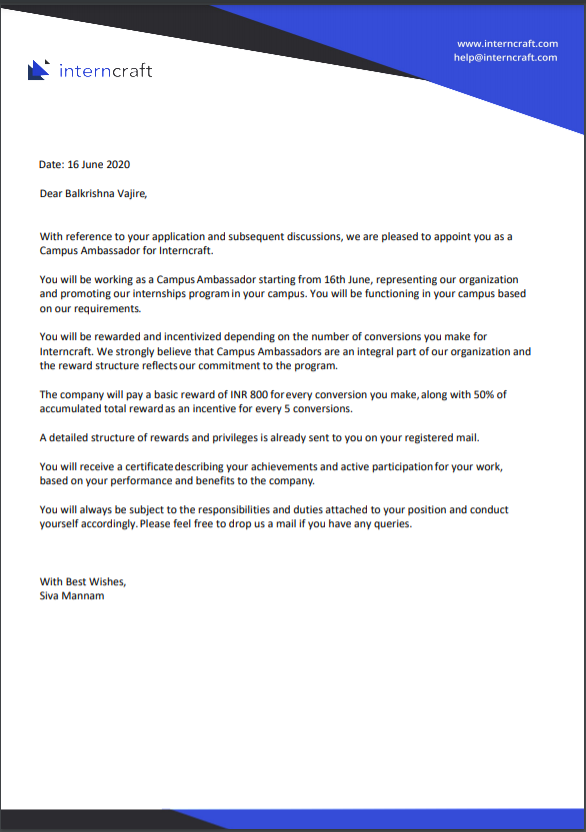 www.interncraft.com
help@interncraft.com
interncraft
Date: 16 June 2020
Dear Balkrishna Vajire,
With reference to your application and subsequent discussions, we are pleased to appoint you as a
Campus Ambassador for Interncraft.
You will be working as a Campus Ambassador starting from 16th June, representing our organization
and promoting our internships program in your campus. You will be functioning in your campus based
on our requirements.
You will be rewarded and incentivized depending on the number of conversions you make for
Interncraft. We strongly believe that Campus Ambassadors are an integral part of our organization and
the reward structure reflects our commitment to the program.
The company will pay a basic reward of INR 800 for every conversion you make, along with 50% of
accumulated total reward as an incentive for every 5 conversions.
A detailed structure of rewards and privileges is already sent to you on your registered mail.
You will receive a certificate describing your achievements and active participation for your work,
based on your performance and benefits to the company.
You will always be subject to the responsibilities and duties attached to your position and conduct
yourself accordingly. Please feel free to drop us a mail if you have any queries.
With Best Wishes,
Siva Mannam